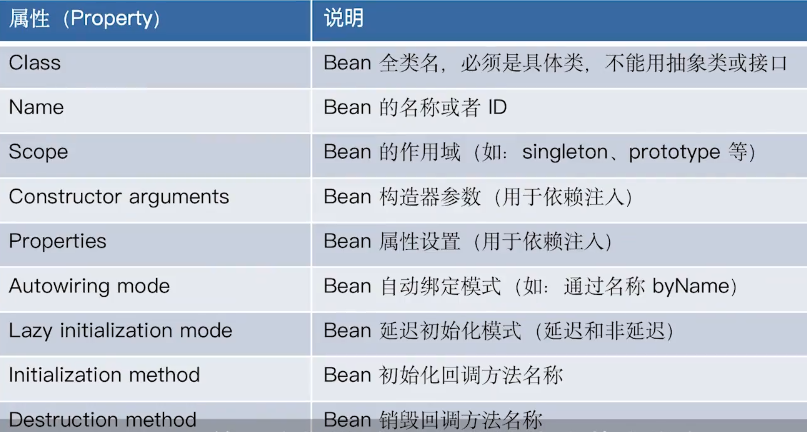 属性（Property） 说明
Class Bean 全类名，必须是具体类，不能用抽象类或接口
Name Bean 的名称或者 ID
Scope Bean 的作用域（如：singleton、prototype 等）
Constructor arguments Bean 构造器参数（用于依赖注入）
Properties Bean 属性设置（用于依赖注入）
Autowiring mode Bean 自动绑定模式（如：通过名称 byName）
Lazy initialization mode Bean 延迟初始化模式（延迟和非延迟）
Initialization method Bean 初始化回调方法名称
Destruction method Bean 销毁回调方法名称